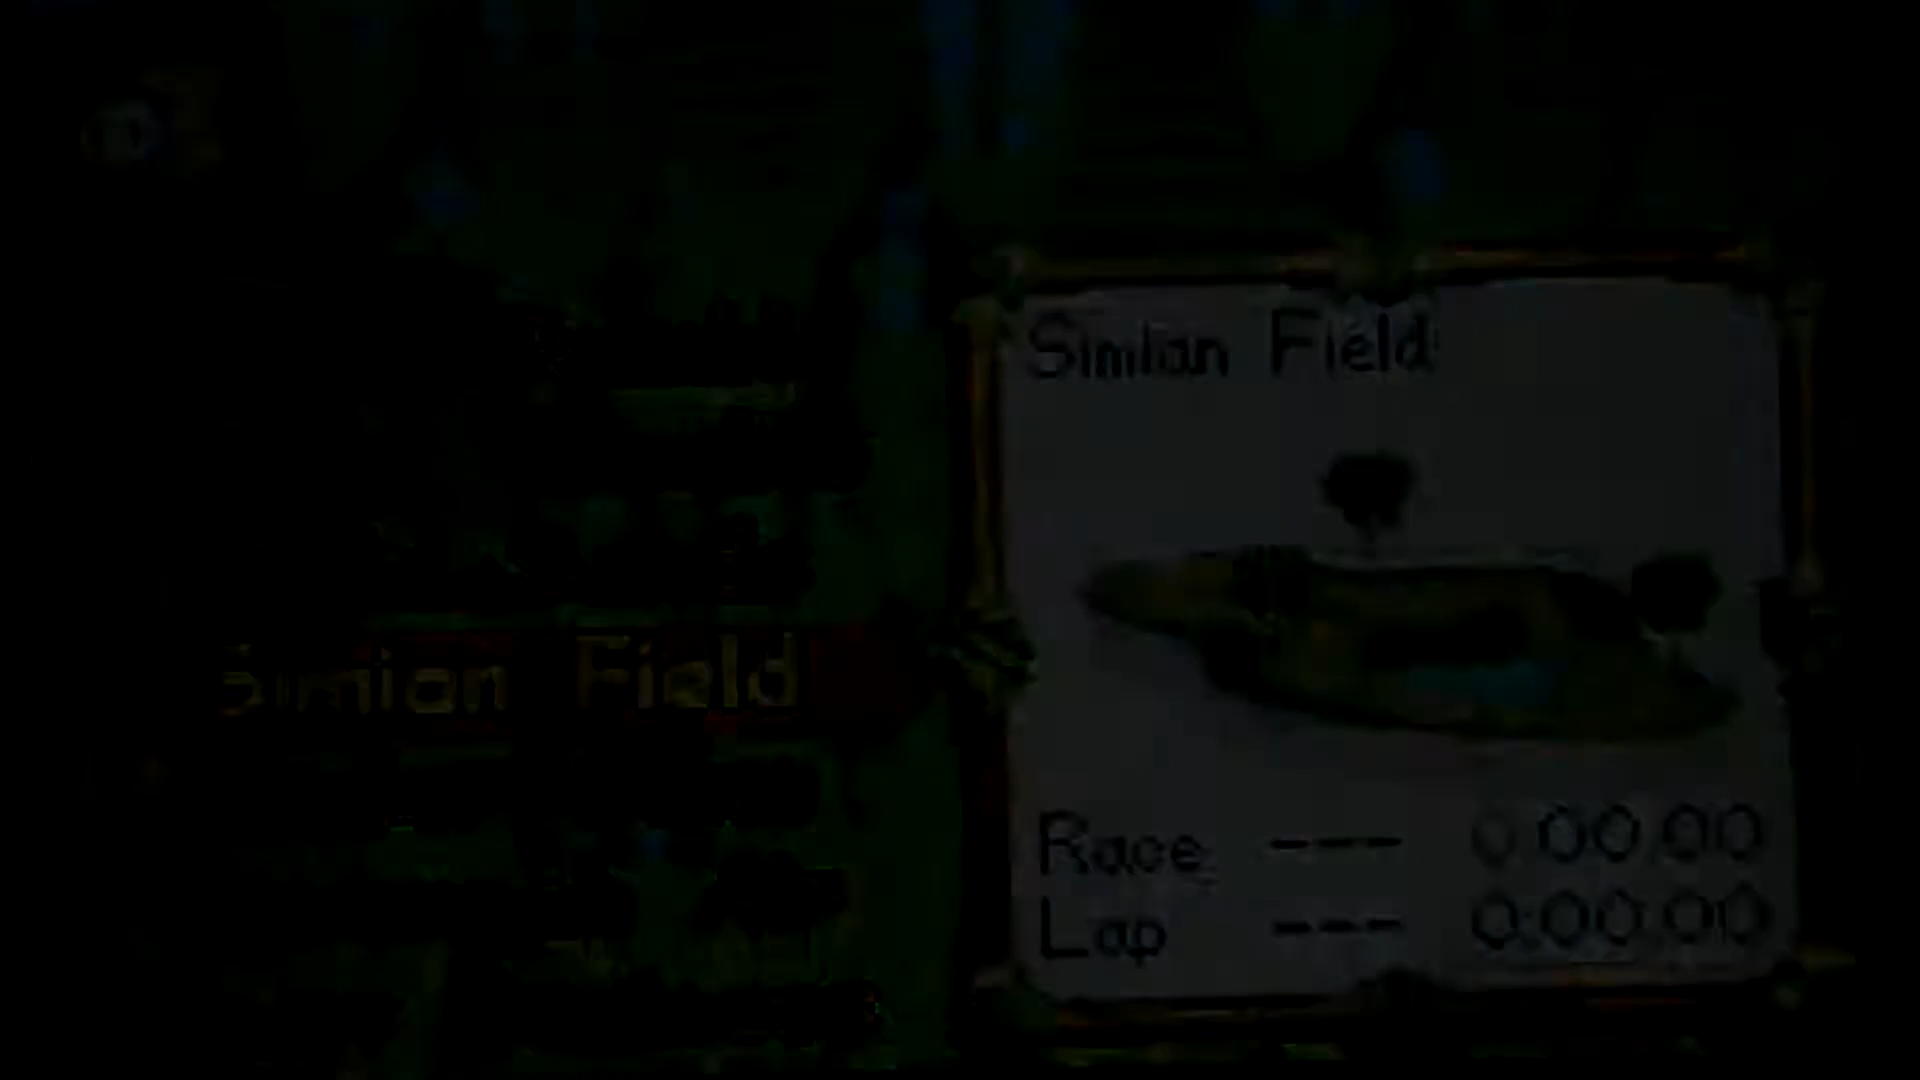 Simian Field
Simian Field
Race --- 0:00.00
Lap --- 0:00.00